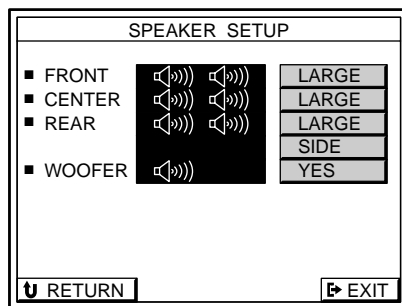 SPEAKER SETUP
FRONT LARGE
CENTER LARGE
REAR LARGE
SIDE
WOOFER YES
RETURN EXIT